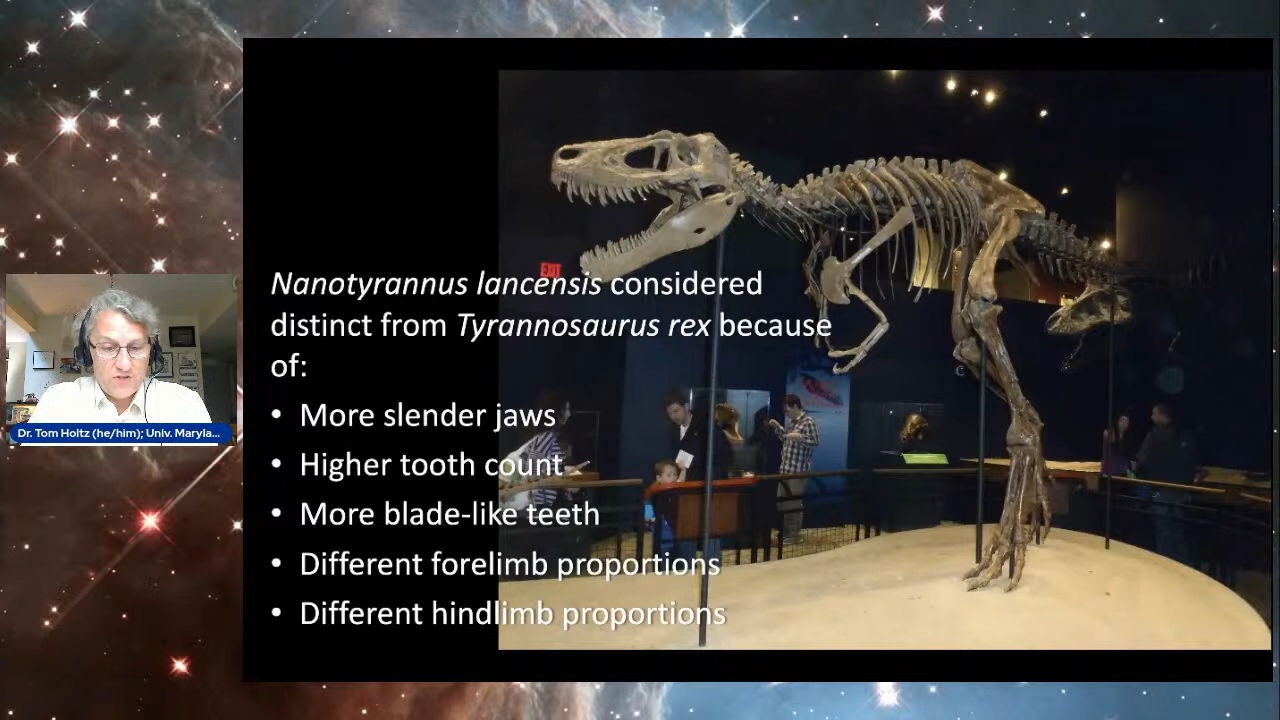 EXIT
Nanotyrannus lancensis considered
distinct from Tyrannosaurus rex because
of:
• More slender jaws
• Higher tooth count
• More blade-like teeth
• Different forelimb proportions
• Different hindlimb proportions
Dr. Tom Holtz (he/him); Univ. Maryla...